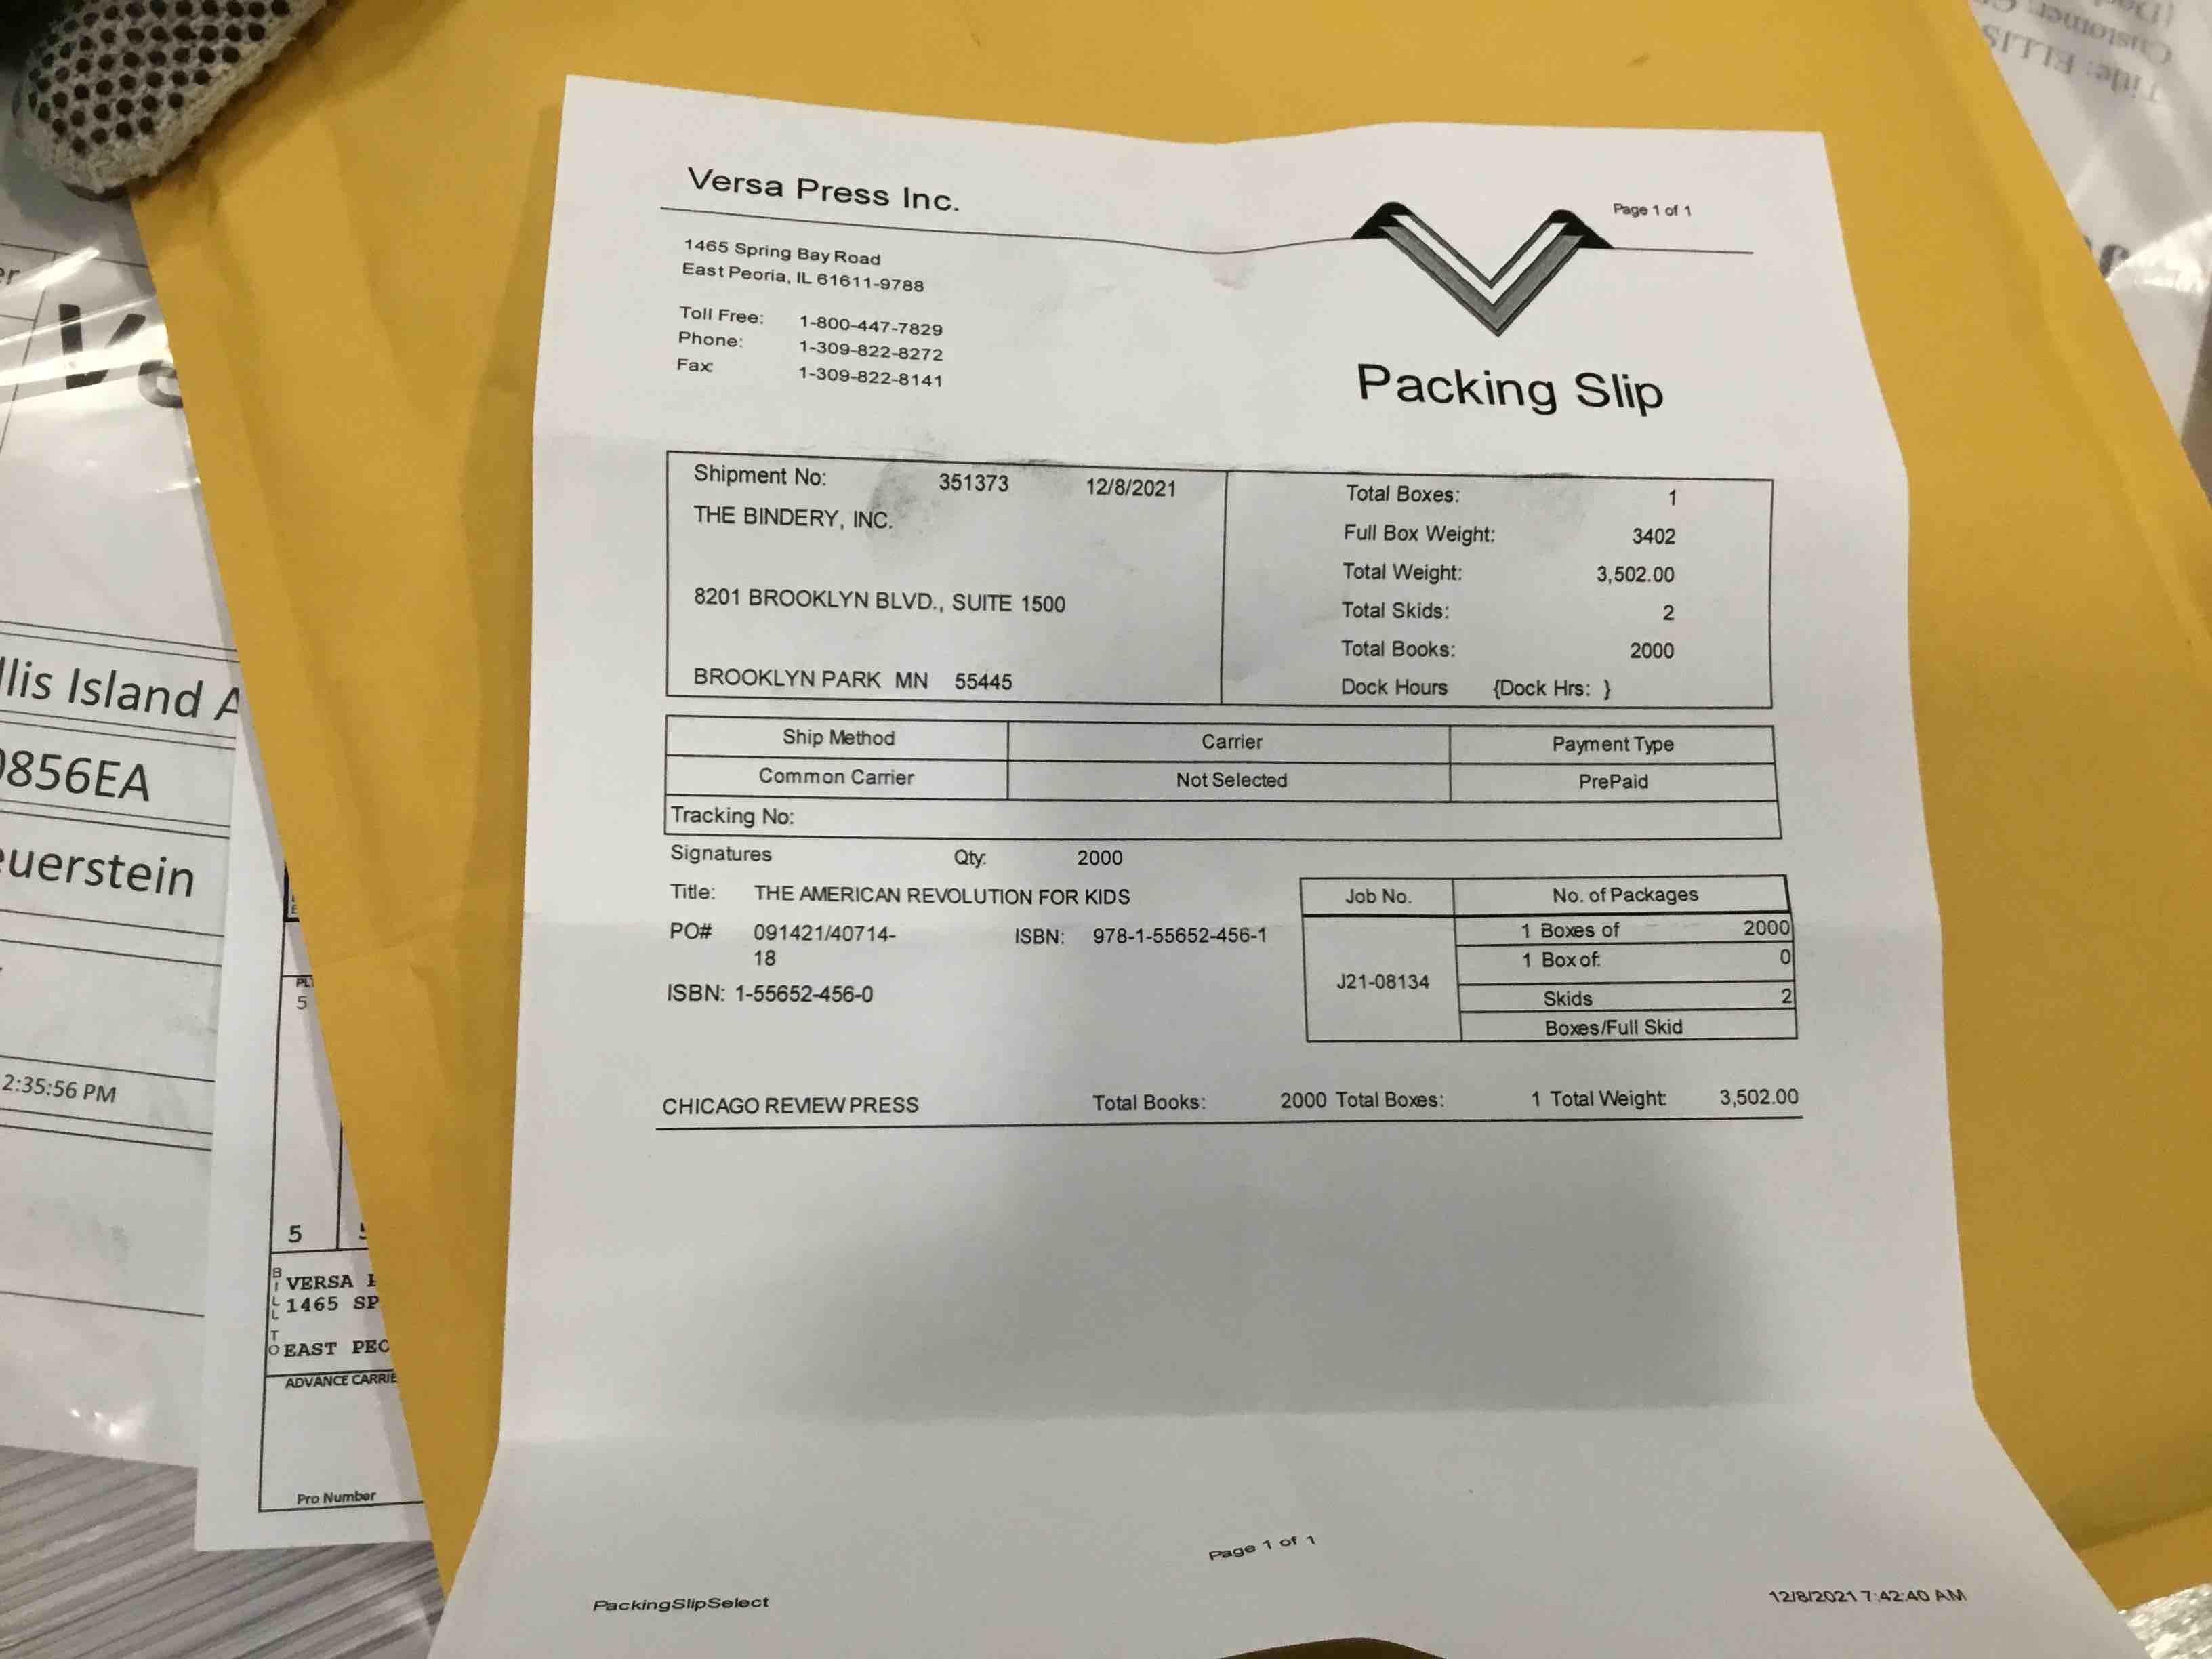 Versa Press Inc.
Page 1 of 1
1465 Spring Bay Road
East Peoria, IL 61611-9788
Toll Free: 1-800-447-7829
Phone: 1-309-822-8272
Fax: 1-309-822-8141
Packing Slip
Shipment No: 351373 12/8/2021
THE BINDERY, INC.
8201 BROOKLYN BLVD., SUITE 1500
BROOKLYN PARK MN 55445
Total Boxes: 1
Full Box Weight: 3402
Total Weight: 3,502.00
Total Skids: 2
Total Books: 2000
Dock Hours {Dock Hrs: }
Ship Method Carrier Payment Type
Common Carrier Not Selected PrePaid
Tracking No:
Signatures Qty: 2000
Title: THE AMERICAN REVOLUTION FOR KIDS
PO# 091421/40714-
18
ISBN: 978-1-55652-456-1
ISBN: 1-55652-456-0
Job No. No. of Packages
J21-08134
1 Boxes of 2000
1 Box of: 0
Skids 2
Boxes/Full Skid
CHICAGO REVIEW PRESS Total Books: 2000 Total Boxes: 1 Total Weight: 3,502.00
Page 1 of 1
PackingSlipSelect
12/8/2021 7:42:40 AM
llis Island A
856EA
euerstein
2:35:56 PM
5
5
BILL TO
VERSA
1465 SP
EAST PEO
ADVANCE CARRIE
Pro Number
Title: ELLIS
Customer: